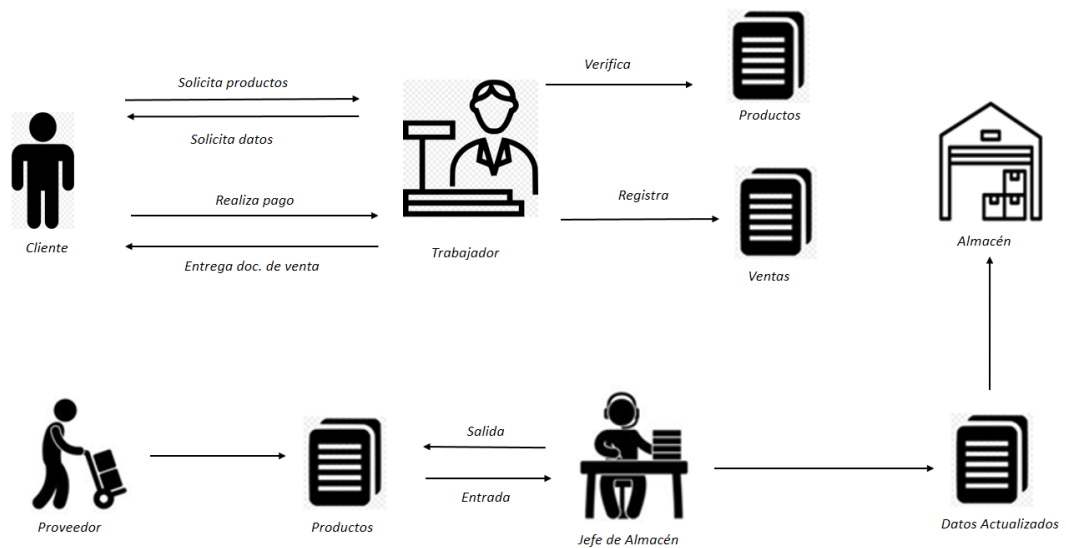 Verifica
Productos
Solicita productos
Solicita datos
Realiza pago
Registra
Cliente
Trabajador
Almacén
Entrega doc. de venta
Ventas
Salida
Entrada
Proveedor
Productos
Jefe de Almacén
Datos Actualizados